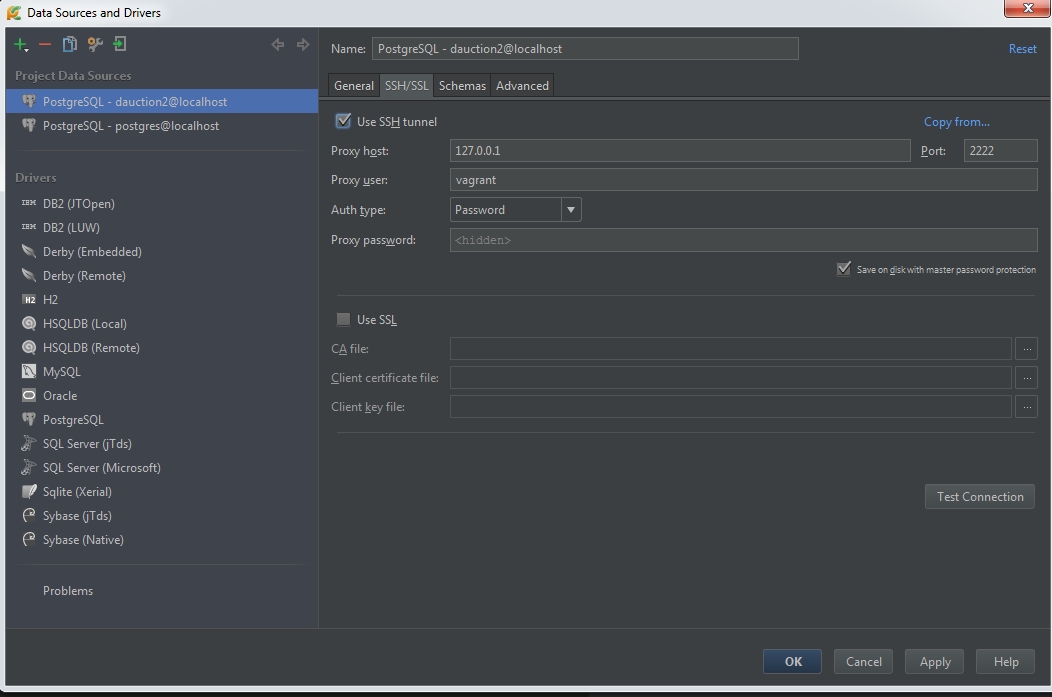 Data Sources and Drivers
Project Data Sources
PostgreSQL - dauction2@localhost
PostgreSQL - postgres@localhost
Drivers
IBM DB2 (JTOpen)
IBM DB2 (LUW)
Derby (Embedded)
Derby (Remote)
H2 H2
HSQLDB (Local)
HSQLDB (Remote)
MySQL
Oracle
PostgreSQL
SQL Server (jTds)
SQL Server (Microsoft)
Sqlite (Xerial)
Sybase (jTds)
Sybase (Native)
Problems
Name: PostgreSQL - dauction2@localhost Reset
General SSH/SSL Schemas Advanced
Use SSH tunnel Copy from...
Proxy host: 127.0.0.1 Port: 2222
Proxy user: vagrant
Auth type: Password
Proxy password: <hidden>
Save on disk with master password protection
Use SSL
CA file: ...
Client certificate file: ...
Client key file: ...
Test Connection
OK Cancel Apply Help